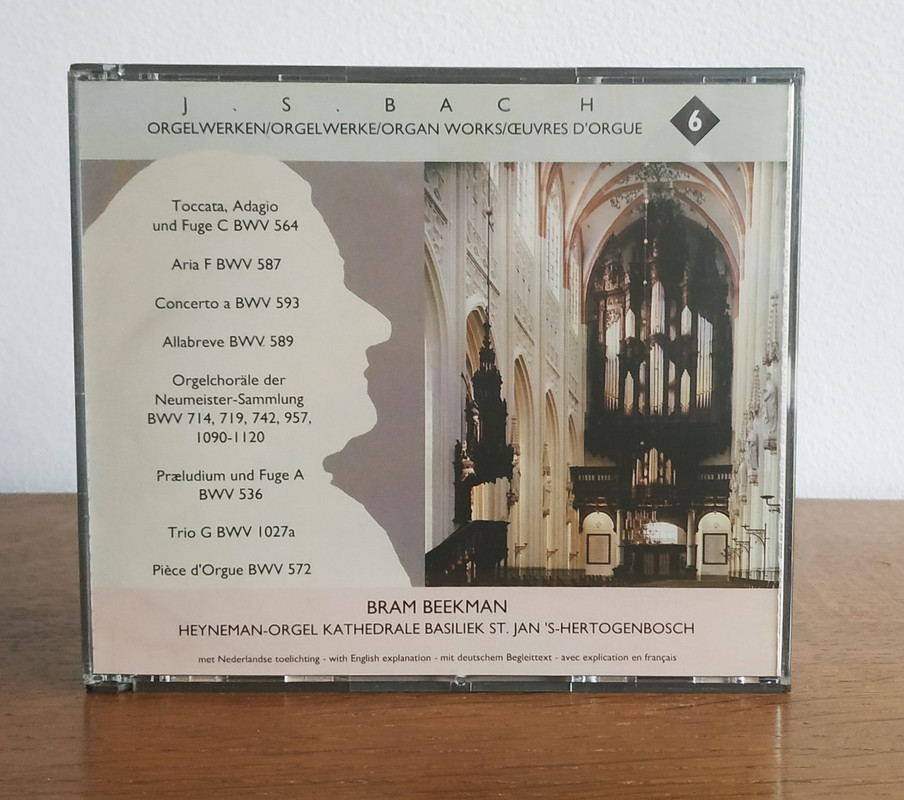 J. S. BACH
ORGELWERKEN/ORGELWERKE/ORGAN WORKS/ŒUVRES D'ORGUE
6
Toccata, Adagio
und Fuge C BWV 564
Aria F BWV 587
Concerto a BWV 593
Allabreve BWV 589
Orgelchoräle der
Neumeister-Sammlung
BWV 714, 719, 742, 957,
1090-1120
Præludium und Fuge A
BWV 536
Trio G BWV 1027a
Pièce d'Orgue BWV 572
BRAM BEEKMAN
HEYNEMAN-ORGEL KATHEDRALE BASILIEK ST. JAN 'S-HERTOGENBOSCH
met Nederlandse toelichting - with English explanation - mit deutschem Begleittext - avec explication en français